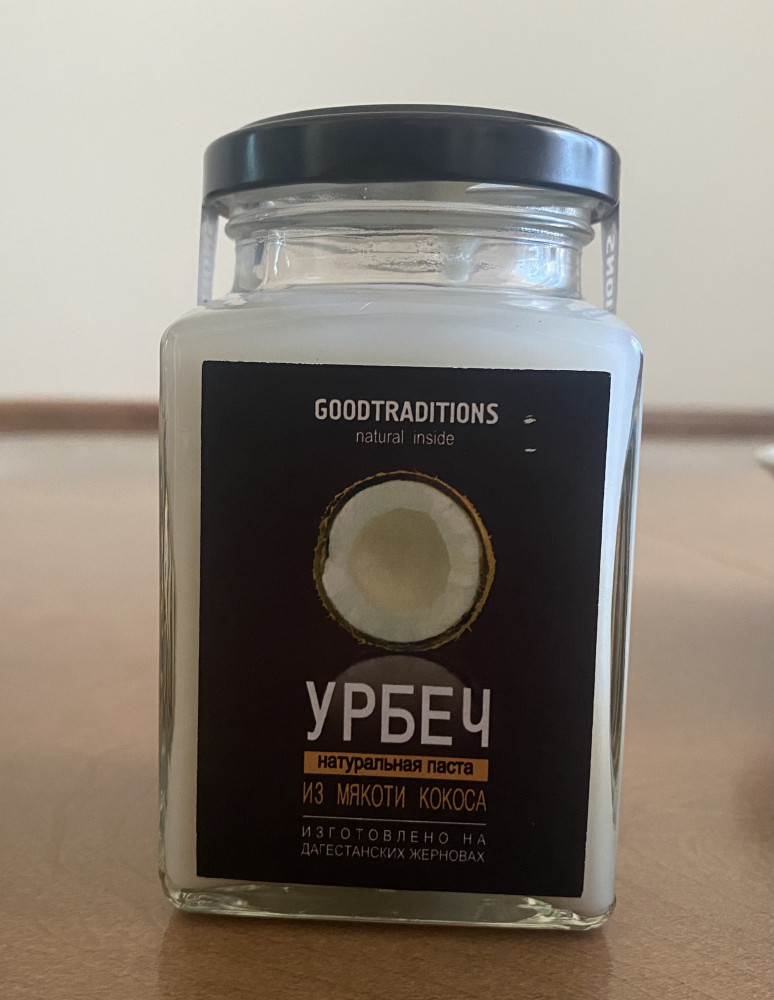 GOODTRADITIONS
natural inside
УРБЕЧ
натуральная паста
ИЗ МЯКОТИ КОКОСА
ИЗГОТОВЛЕНО НА
ДАГЕСТАНСКИХ ЖЕРНОВАХ